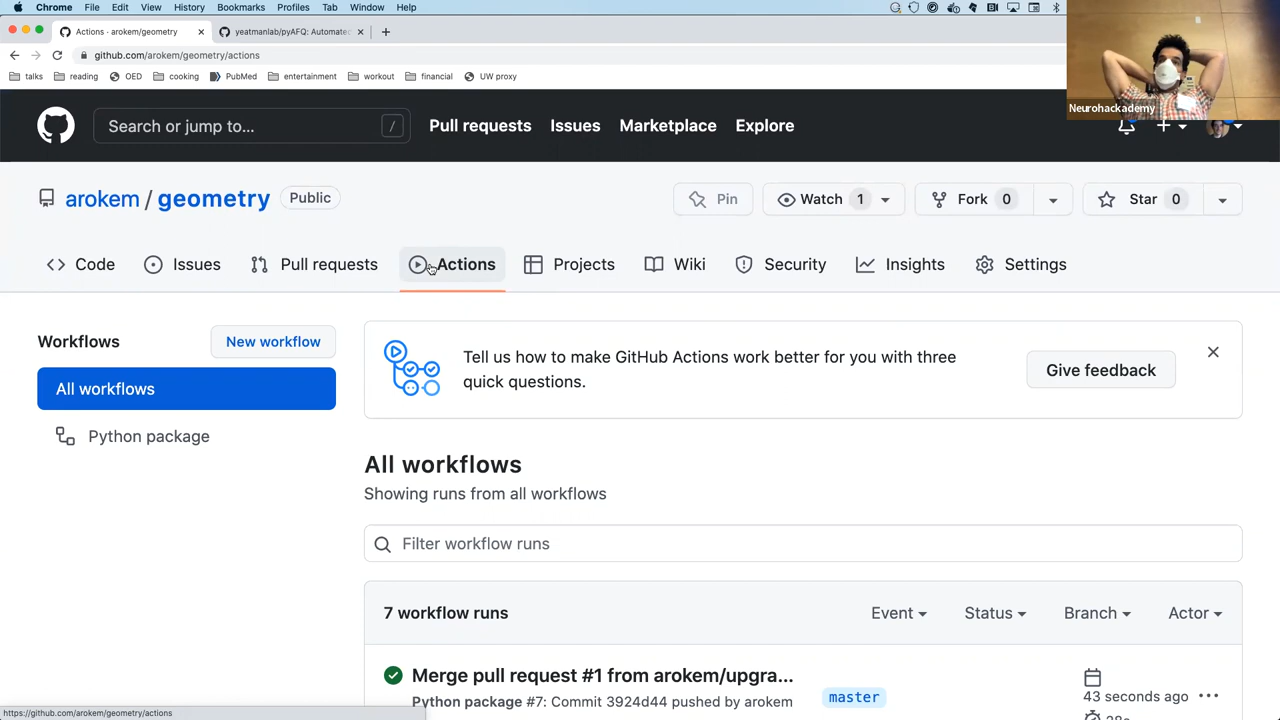 Chrome File Edit View History Bookmarks Profiles Tab Window Help
Actions · arokem/geometry
yeatmanlab/pyAFQ: Automate
github.com/arokem/geometry/actions
talks reading OED cooking PubMed entertainment workout financial UW proxy
Neurohackademy
Search or jump to... /
Pull requests Issues Marketplace Explore
arokem / geometry Public
Pin Watch 1 Fork 0 Star 0
Code Issues Pull requests Actions Projects Wiki Security Insights Settings
Workflows New workflow
All workflows
Python package
Tell us how to make GitHub Actions work better for you with three
quick questions.
Give feedback
All workflows
Showing runs from all workflows
Filter workflow runs
7 workflow runs Event Status Branch Actor
Merge pull request #1 from arokem/upgra...
Python package #7: Commit 3924d44 pushed by arokem
master
43 seconds ago
https://github.com/arokem/geometry/actions